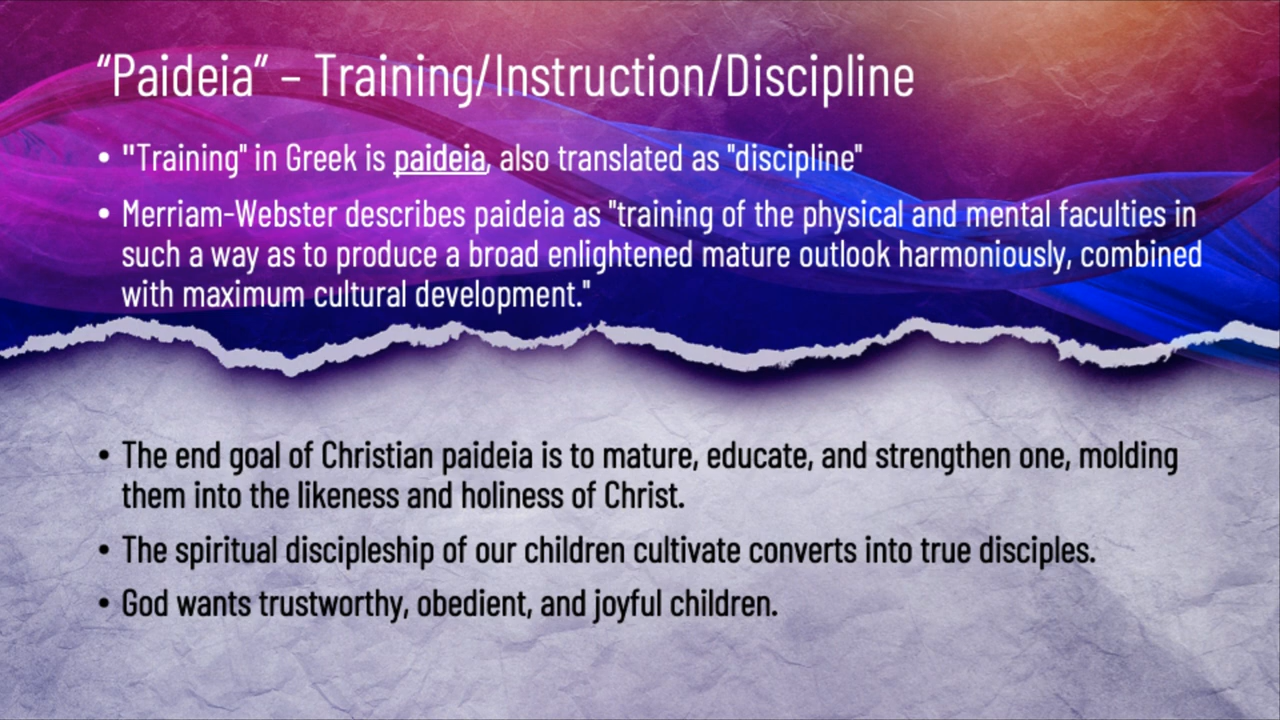 “Paideia” – Training/Instruction/Discipline
• "Training" in Greek is paideia, also translated as "discipline"
• Merriam-Webster describes paideia as "training of the physical and mental faculties in
such a way as to produce a broad enlightened mature outlook harmoniously, combined
with maximum cultural development."
• The end goal of Christian paideia is to mature, educate, and strengthen one, molding
them into the likeness and holiness of Christ.
• The spiritual discipleship of our children cultivate converts into true disciples.
• God wants trustworthy, obedient, and joyful children.